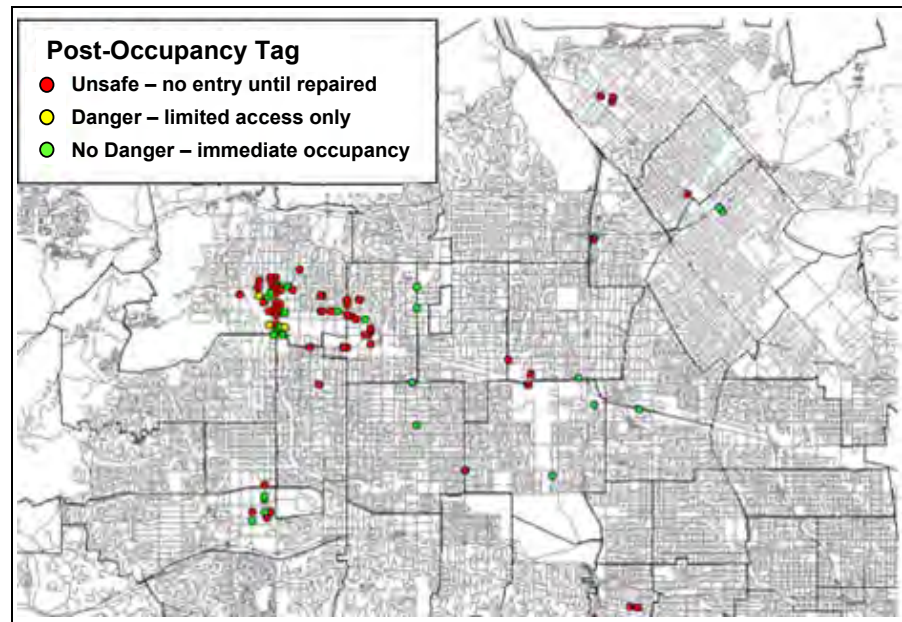 Post-Occupancy Tag
Unsafe – no entry until repaired
Danger – limited access only
No Danger – immediate occupancy